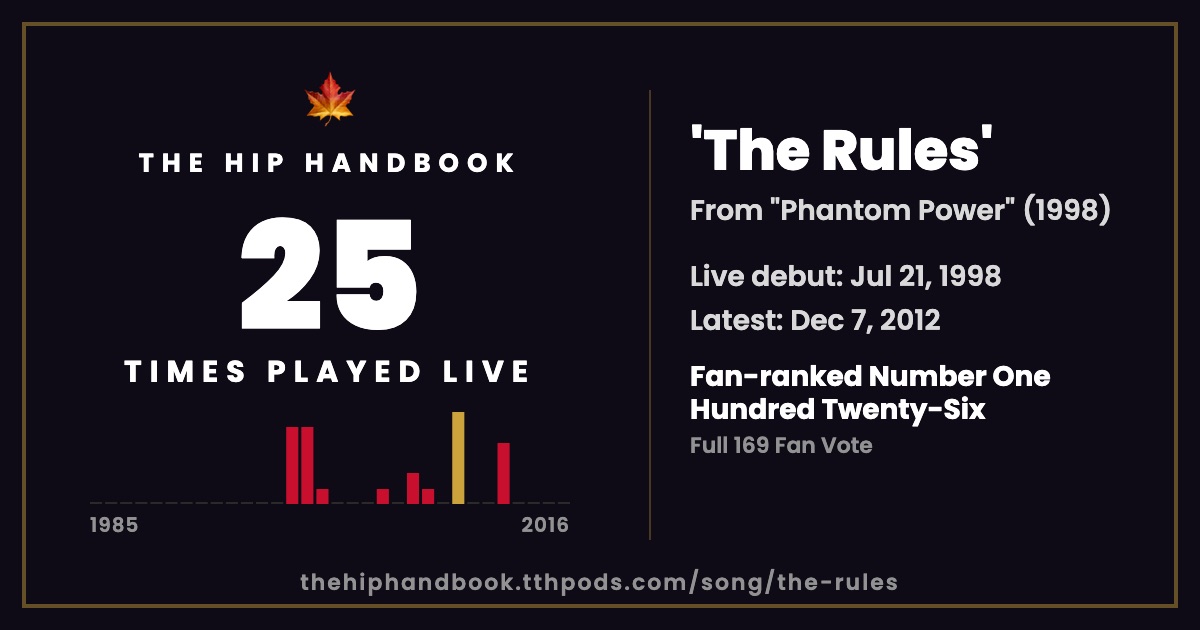 THE HIP HANDBOOK
25
TIMES PLAYED LIVE
1985
2016
'The Rules'
From "Phantom Power" (1998)
Live debut: Jul 21, 1998
Latest: Dec 7, 2012
Fan-ranked Number One
Hundred Twenty-Six
Full 169 Fan Vote
thehiphandbook.tthpods.com/song/the-rules